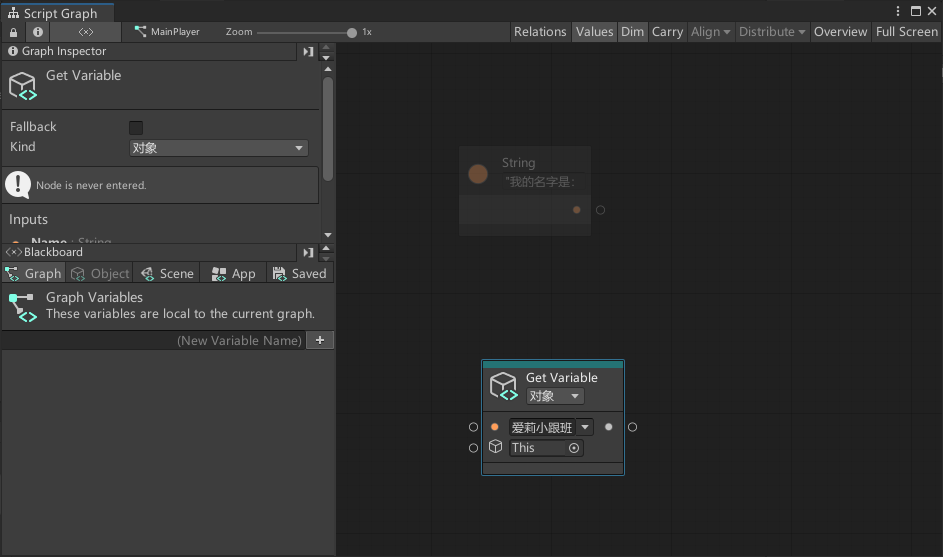 Script Graph
MainPlayer
Zoom
1x
Relations
Values
Dim
Carry
Align
Distribute
Overview
Full Screen
Graph Inspector
Get Variable
Fallback
Kind
对象
Node is never entered.
Inputs
Name : String
<x> Blackboard
Graph
Object
Scene
App
Saved
Graph Variables
These variables are local to the current graph.
(New Variable Name)
+
String
"我的名字是:
Get Variable
对象
爱莉小跟班
This